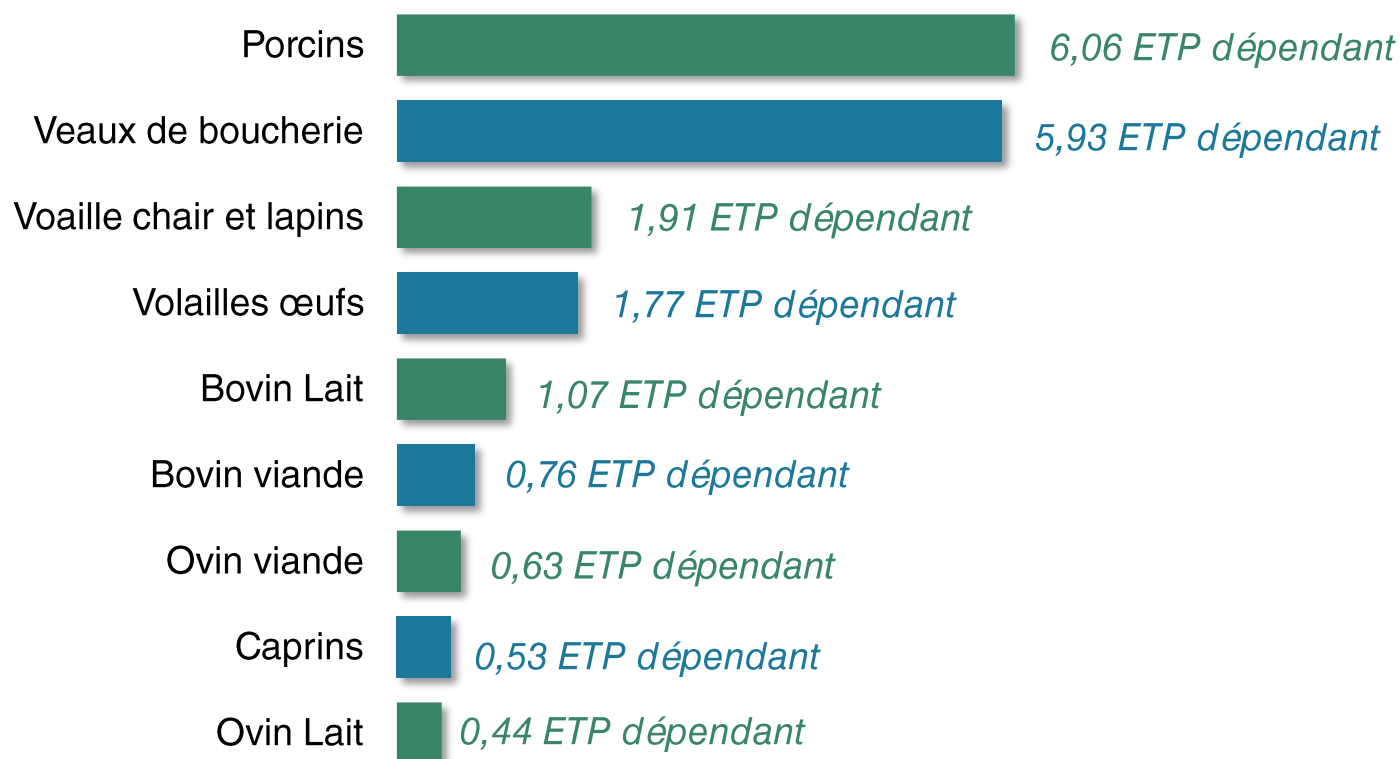 Porcins 6,06 ETP dépendant
Veaux de boucherie 5,93 ETP dépendant
Voaille chair et lapins 1,91 ETP dépendant
Volailles œufs 1,77 ETP dépendant
Bovin Lait 1,07 ETP dépendant
Bovin viande 0,76 ETP dépendant
Ovin viande 0,63 ETP dépendant
Caprins 0,53 ETP dépendant
Ovin Lait 0,44 ETP dépendant